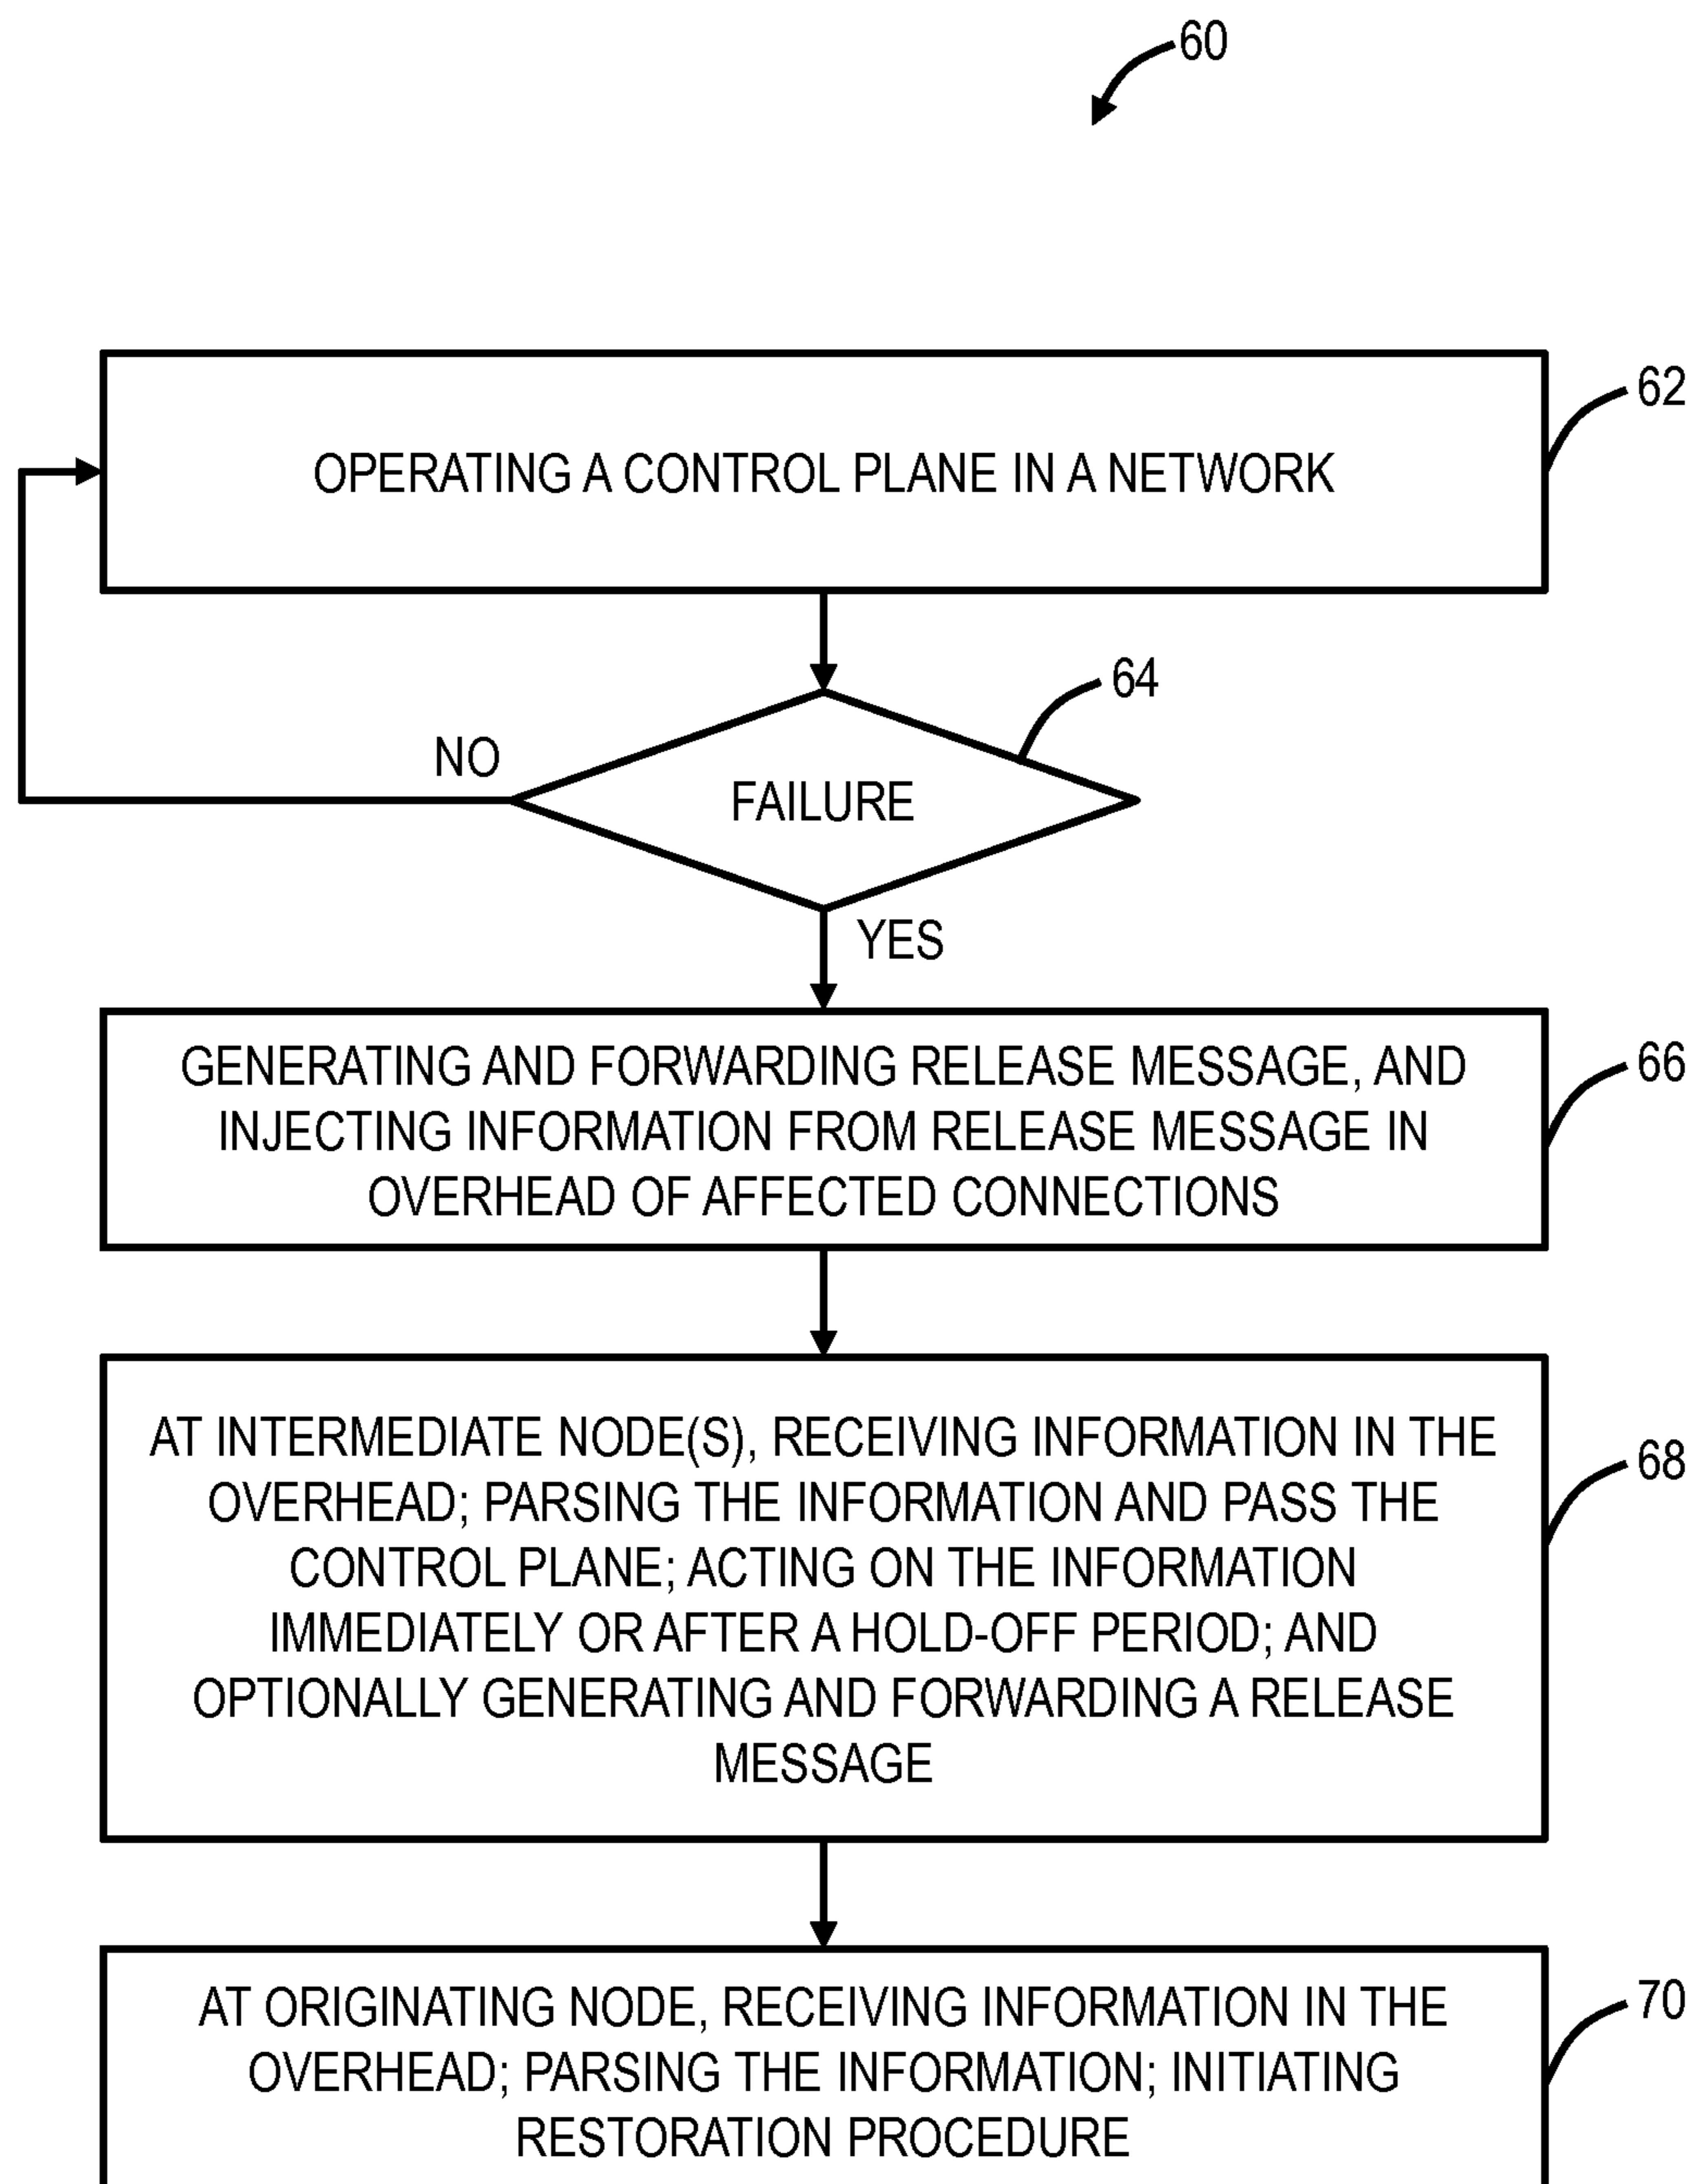 60
62
OPERATING A CONTROL PLANE IN A NETWORK
64
NO
FAILURE
YES
66
GENERATING AND FORWARDING RELEASE MESSAGE, AND
INJECTING INFORMATION FROM RELEASE MESSAGE IN
OVERHEAD OF AFFECTED CONNECTIONS
68
AT INTERMEDIATE NODE(S), RECEIVING INFORMATION IN THE
OVERHEAD; PARSING THE INFORMATION AND PASS THE
CONTROL PLANE; ACTING ON THE INFORMATION
IMMEDIATELY OR AFTER A HOLD-OFF PERIOD; AND
OPTIONALLY GENERATING AND FORWARDING A RELEASE
MESSAGE
70
AT ORIGINATING NODE, RECEIVING INFORMATION IN THE
OVERHEAD; PARSING THE INFORMATION; INITIATING
RESTORATION PROCEDURE